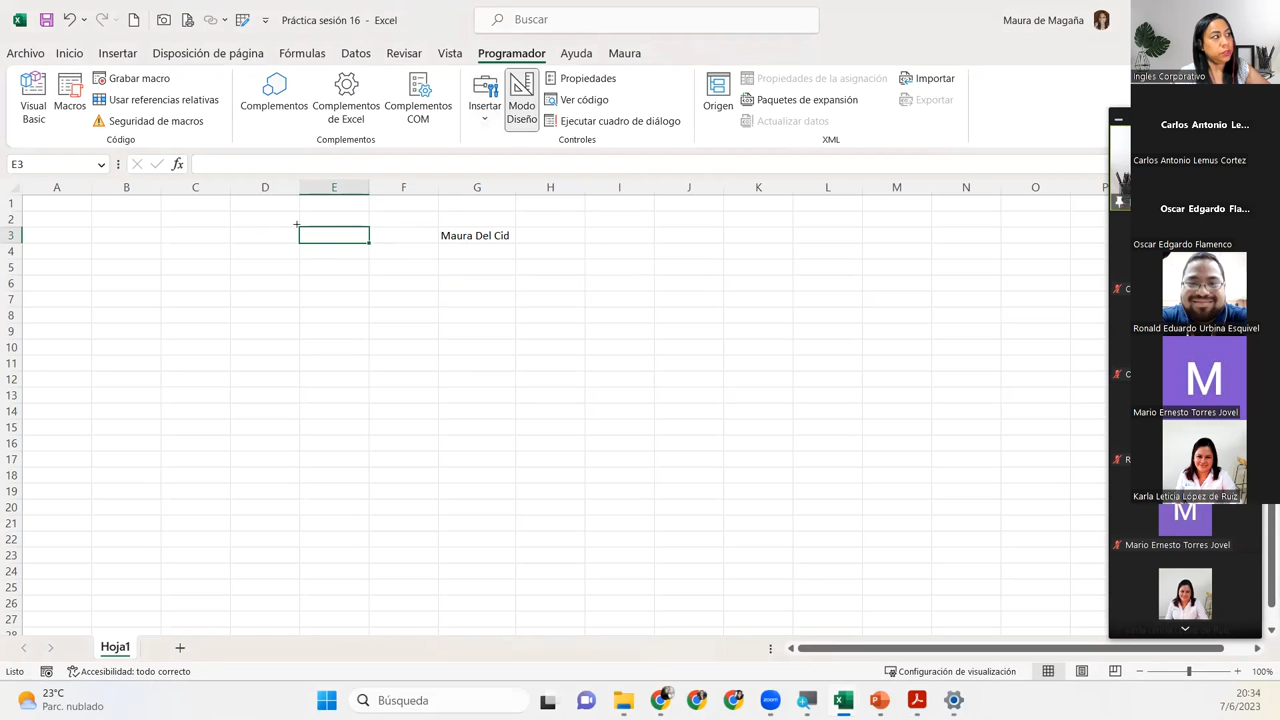 Práctica sesión 16 - Excel
Buscar
Maura de Magaña
Archivo Inicio Insertar Disposición de página Fórmulas Datos Revisar Vista Programador Ayuda Maura
Visual Basic
Macros
Grabar macro
Usar referencias relativas
Seguridad de macros
Código
Complementos
Complementos de Excel
Complementos COM
Complementos
Insertar
Modo Diseño
Propiedades
Ver código
Ejecutar cuadro de diálogo
Controles
Origen
Propiedades de la asignación
Paquetes de expansión
Actualizar datos
Importar
Exportar
XML
E3
fx
A B C D E F G H I J K L M N O P
1
2
3 Maura Del Cid
4
5
6
7
8
9
10
11
12
13
14
15
16
17
18
19
20
21
22
23
24
25
26
27
28
Hoja1
Listo
Accesibilidad: todo correcto
Configuración de visualización
100%
23°C
Parc. nublado
Búsqueda
zoom
20:34
7/6/2023
Ingles Corporativo
Carlos Antonio Le...
Carlos Antonio Lemus Cortez
Oscar Edgardo Fla...
Oscar Edgardo Flamenco
Ronald Eduardo Urbina Esquivel
M
Mario Ernesto Torres Jovel
Karla Leticia López de Ruiz
M
Mario Ernesto Torres Jovel